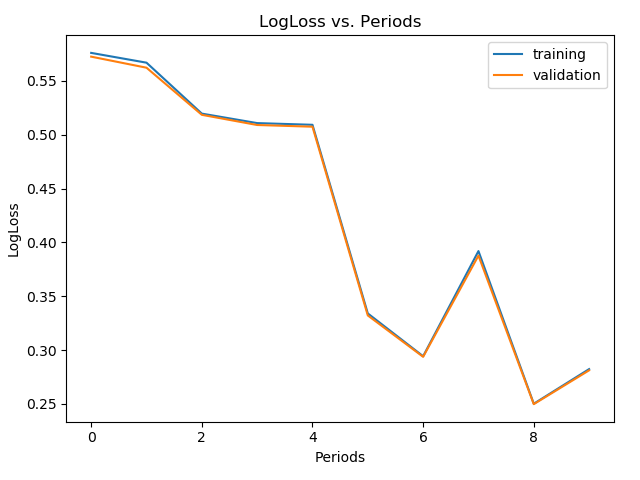 LogLoss vs. Periods
training
validation
LogLoss
0.55
0.50
0.45
0.40
0.35
0.30
0.25
0
2
4
6
8
Periods